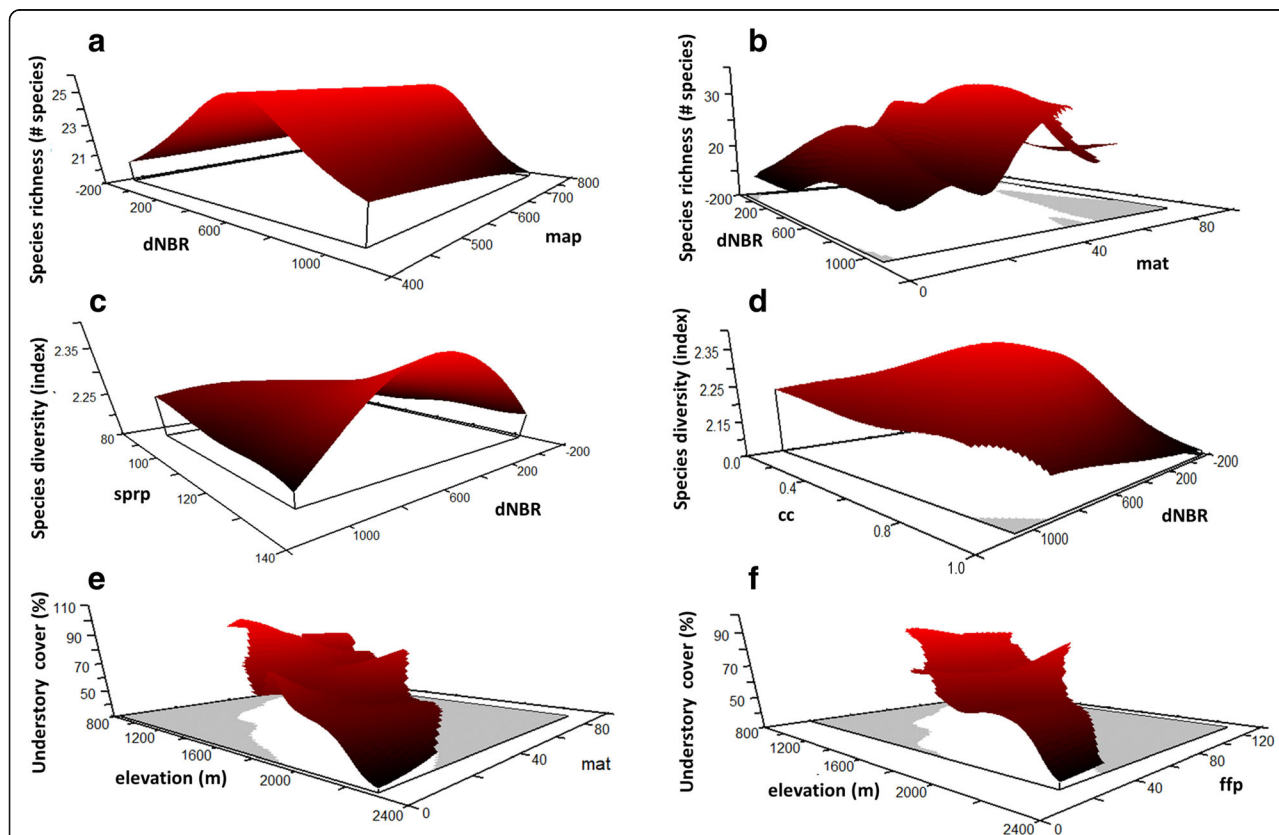 a
Species richness (# species)
25
23
21
-200
200
600
1000
dNBR
400
500
600
700
800
map
b
Species richness (# species)
30
20
-200
200
600
1000
dNBR
0
40
80
mat
c
Species diversity (index)
2.35
2.25
80
100
120
140
sprp
1000
600
200
-200
dNBR
d
Species diversity (index)
2.35
2.25
2.15
0.0
0.4
0.8
1.0
cc
1000
600
200
-200
dNBR
e
Understory cover (%)
110
90
70
50
800
1200
1600
2000
2400
elevation (m)
0
40
80
mat
f
Understory cover (%)
90
70
50
800
1200
1600
2000
2400
elevation (m)
0
40
80
120
ffp